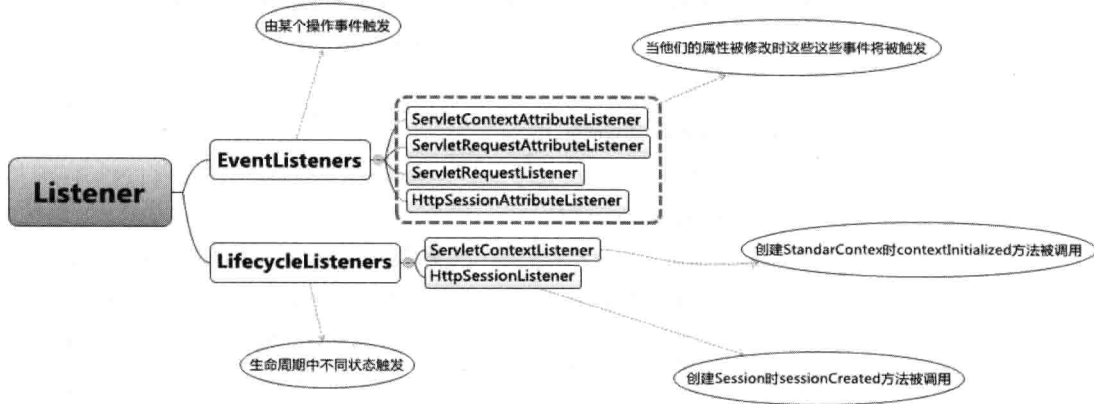 由某个操作事件触发
当他们的属性被修改时这些这些事件将被触发
ServletContextAttributeListener
ServletRequestAttributeListener
EventListeners
ServletRequestListener
Listener
HttpSessionAttributeListener
ServletContextListener
创建StandarContex时contextInitialized方法被调用
LifecycleListeners
HttpSessionListener
生命周期中不同状态触发
创建Session时sessionCreated方法被调用